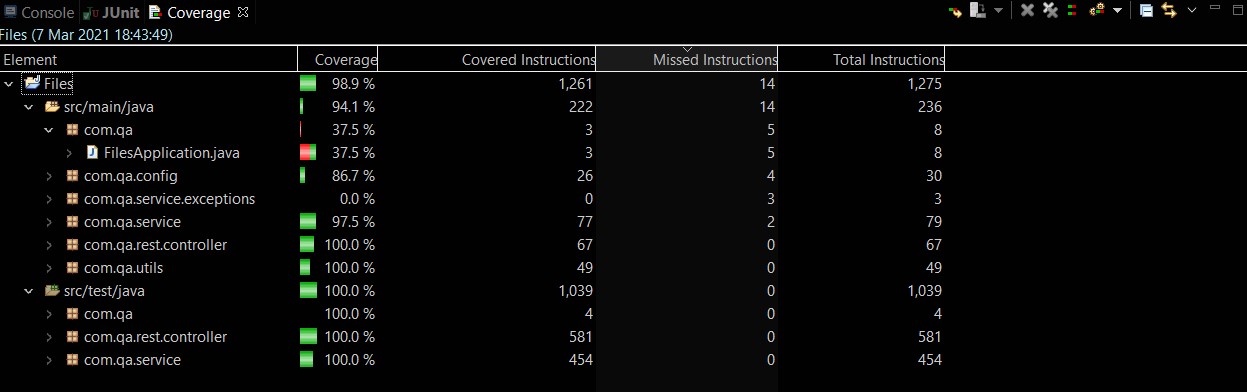 Console JUnit Coverage
Files (7 Mar 2021 18:43:49)
Element Coverage Covered Instructions Missed Instructions Total Instructions
Files 98.9 % 1,261 14 1,275
src/main/java 94.1 % 222 14 236
com.qa 37.5 % 3 5 8
FilesApplication.java 37.5 % 3 5 8
com.qa.config 86.7 % 26 4 30
com.qa.service.exceptions 0.0 % 0 3 3
com.qa.service 97.5 % 77 2 79
com.qa.rest.controller 100.0 % 67 0 67
com.qa.utils 100.0 % 49 0 49
src/test/java 100.0 % 1,039 0 1,039
com.qa 100.0 % 4 0 4
com.qa.rest.controller 100.0 % 581 0 581
com.qa.service 100.0 % 454 0 454